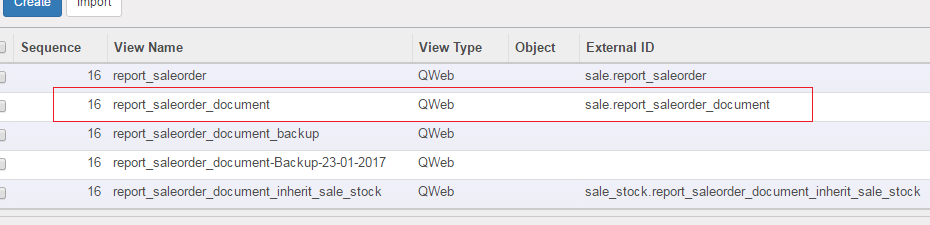 Create Import
Sequence View Name View Type Object External ID
16 report_saleorder QWeb sale.report_saleorder
16 report_saleorder_document QWeb sale.report_saleorder_document
16 report_saleorder_document_backup QWeb
16 report_saleorder_document-Backup-23-01-2017 QWeb
16 report_saleorder_document_inherit_sale_stock QWeb sale_stock.report_saleorder_document_inherit_sale_stock